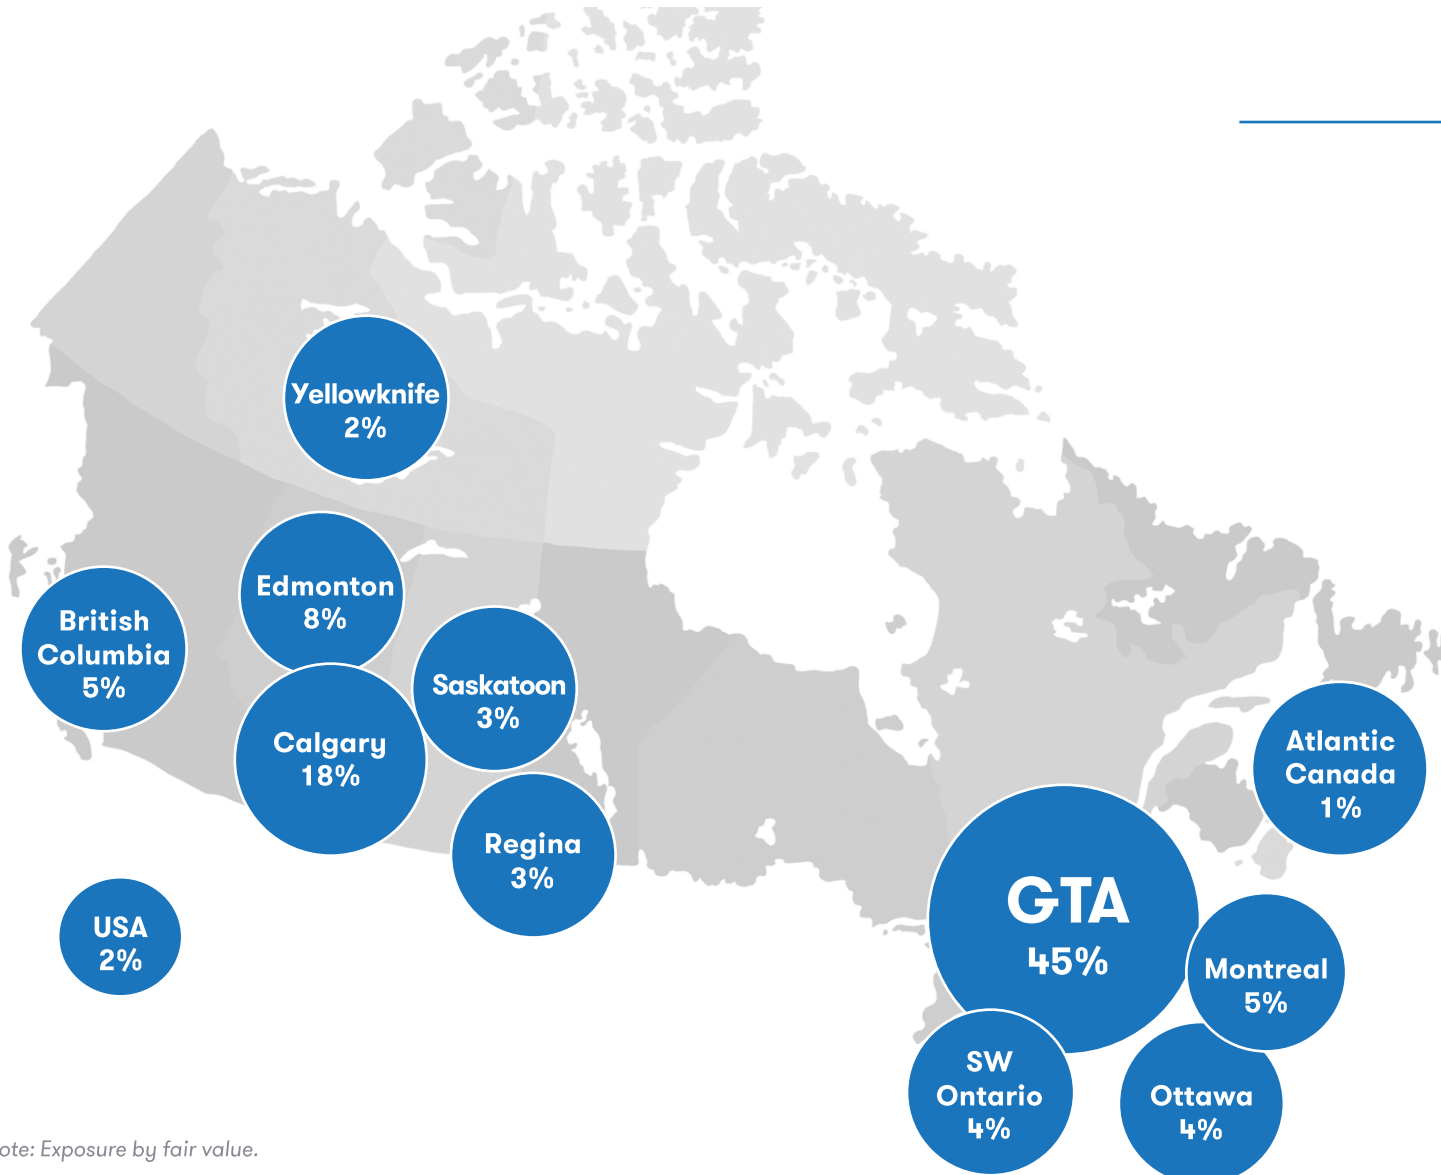 Yellowknife
2%
Edmonton
8%
British
Columbia
5%
Saskatoon
3%
Calgary
18%
Regina
3%
USA
2%
Atlantic
Canada
1%
GTA
45%
Montreal
5%
SW
Ontario
4%
Ottawa
4%
ote: Exposure by fair value.